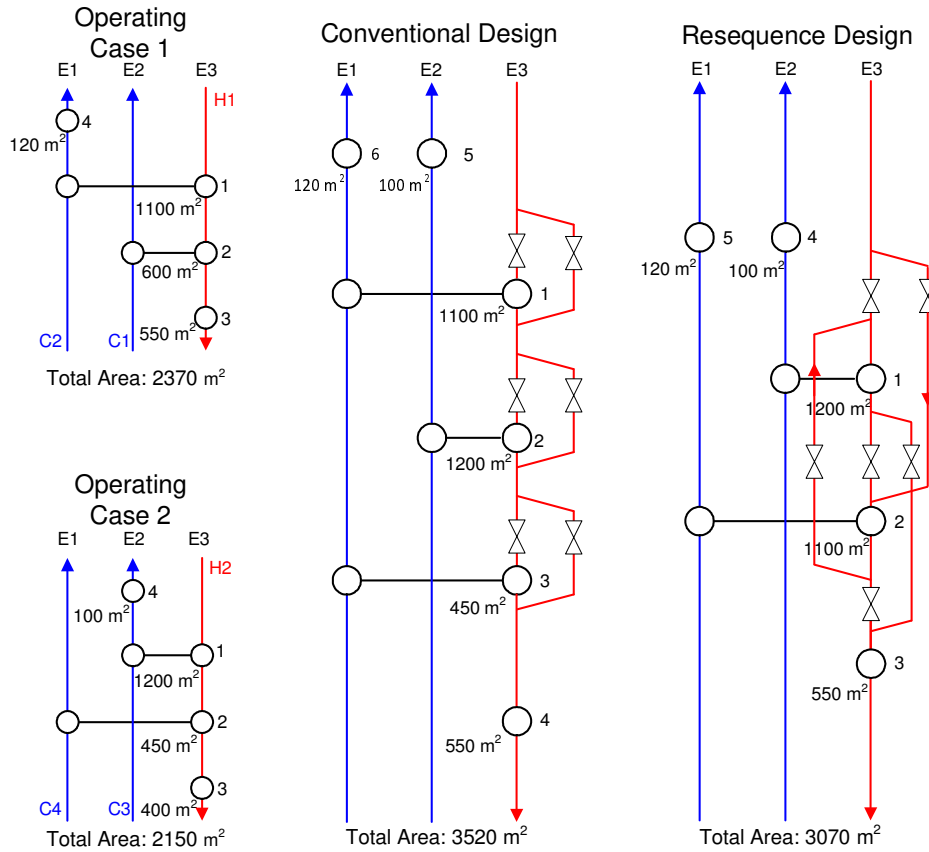 Operating
Case 1
E1 E2 E3
H1
4
120 m²
1
1100 m²
2
600 m²
3
550 m²
C2 C1
Total Area: 2370 m²
Operating
Case 2
E1 E2 E3
H2
4
100 m²
1
1200 m²
2
450 m²
3
C4 C3 400 m²
Total Area: 2150 m²
Conventional Design
E1 E2 E3
6 5
120 m² 100 m²
1
1100 m²
2
1200 m²
3
450 m²
4
550 m²
Total Area: 3520 m²
Resequence Design
E1 E2 E3
5 4
120 m² 100 m²
1
1200 m²
2
1100 m²
3
550 m²
Total Area: 3070 m²